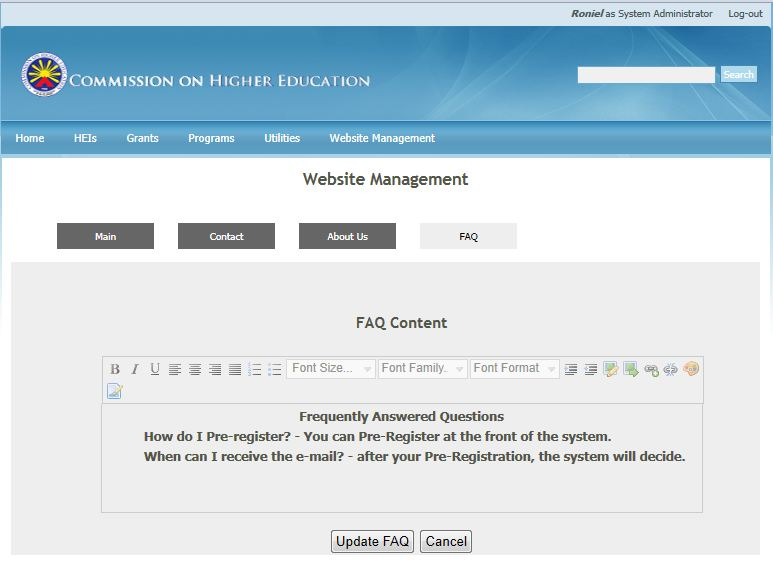 Roniel as System Administrator Log-out
COMMISSION ON HIGHER EDUCATION
Search
Home HEIs Grants Programs Utilities Website Management
Website Management
Main Contact About Us FAQ
FAQ Content
B I U Font Size... Font Family.. Font Format
Frequently Answered Questions
How do I Pre-register? - You can Pre-Register at the front of the system.
When can I receive the e-mail? - after your Pre-Registration, the system will decide.
Update FAQ Cancel